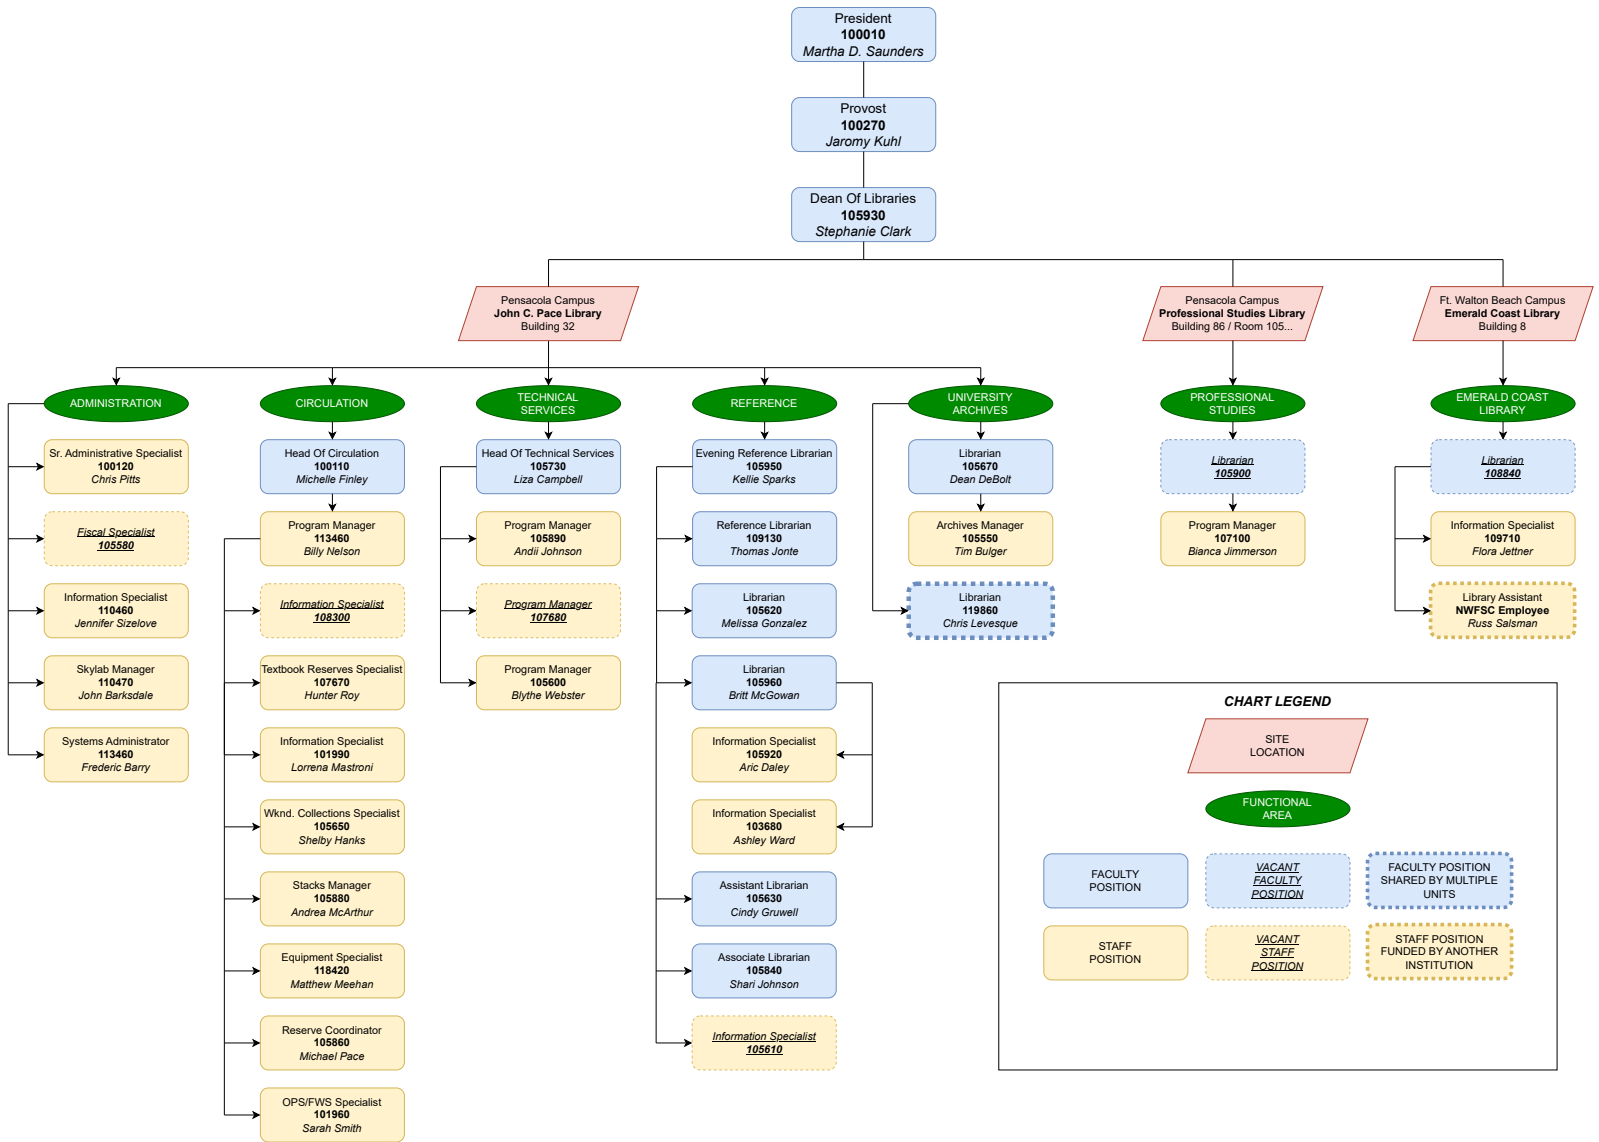 President
100010
Martha D. Saunders
Provost
100270
Jaromy Kuhl
Dean Of Libraries
105930
Stephanie Clark
Pensacola Campus
John C. Pace Library
Building 32
Pensacola Campus
Professional Studies Library
Building 86 / Room 105...
Ft. Walton Beach Campus
Emerald Coast Library
Building 8
ADMINISTRATION
Sr. Administrative Specialist
100120
Chris Pitts
Fiscal Specialist
105580
Information Specialist
110460
Jennifer Sizelove
Skylab Manager
110470
John Barksdale
Systems Administrator
113460
Frederic Barry
CIRCULATION
Head Of Circulation
100110
Michelle Finley
Program Manager
113460
Billy Nelson
Information Specialist
108300
Textbook Reserves Specialist
107670
Hunter Roy
Information Specialist
101990
Lorrena Mastroni
Wknd. Collections Specialist
105650
Shelby Hanks
Stacks Manager
105880
Andrea McArthur
Equipment Specialist
118420
Matthew Meehan
Reserve Coordinator
105860
Michael Pace
OPS/FWS Specialist
101960
Sarah Smith
TECHNICAL
SERVICES
Head Of Technical Services
105730
Liza Campbell
Program Manager
105890
Andii Johnson
Program Manager
107680
Program Manager
105600
Blythe Webster
REFERENCE
Evening Reference Librarian
105950
Kellie Sparks
Reference Librarian
109130
Thomas Jonte
Librarian
105620
Melissa Gonzalez
Librarian
105960
Britt McGowan
Information Specialist
105920
Aric Daley
Information Specialist
103680
Ashley Ward
Assistant Librarian
105630
Cindy Gruwell
Associate Librarian
105840
Shari Johnson
Information Specialist
105610
UNIVERSITY
ARCHIVES
Librarian
105670
Dean DeBolt
Archives Manager
105550
Tim Bulger
Librarian
119860
Chris Levesque
PROFESSIONAL
STUDIES
Librarian
105900
Program Manager
107100
Bianca Jimmerson
EMERALD COAST
LIBRARY
Librarian
108840
Information Specialist
109710
Flora Jettner
Library Assistant
NWFSC Employee
Russ Salsman
CHART LEGEND
SITE
LOCATION
FUNCTIONAL
AREA
FACULTY
POSITION
VACANT
FACULTY
POSITION
FACULTY POSITION
SHARED BY MULTIPLE
UNITS
STAFF
POSITION
VACANT
STAFF
POSITION
STAFF POSITION
FUNDED BY ANOTHER
INSTITUTION